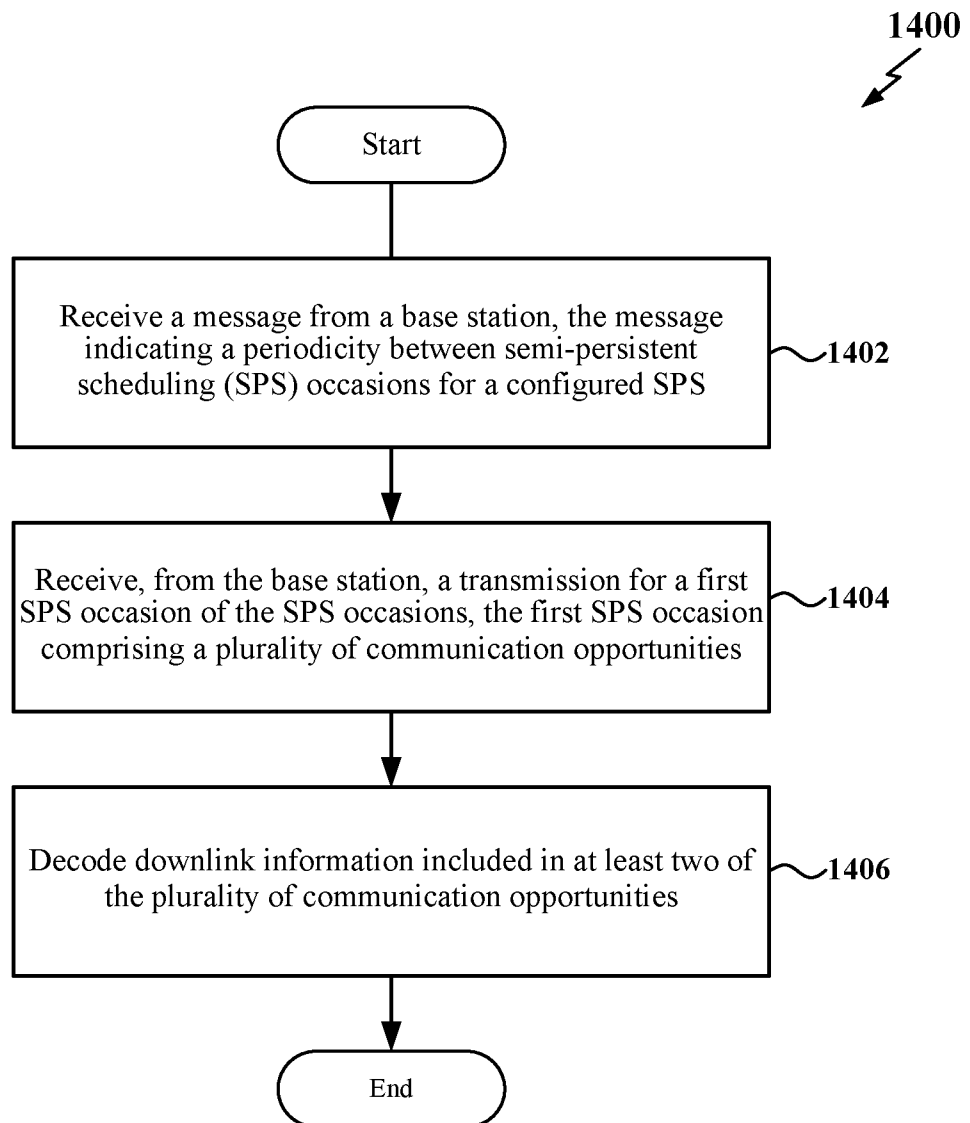 1400
Start
Receive a message from a base station, the message
indicating a periodicity between semi-persistent
scheduling (SPS) occasions for a configured SPS
1402
Receive, from the base station, a transmission for a first
SPS occasion of the SPS occasions, the first SPS occasion
comprising a plurality of communication opportunities
1404
Decode downlink information included in at least two of
the plurality of communication opportunities
1406
End